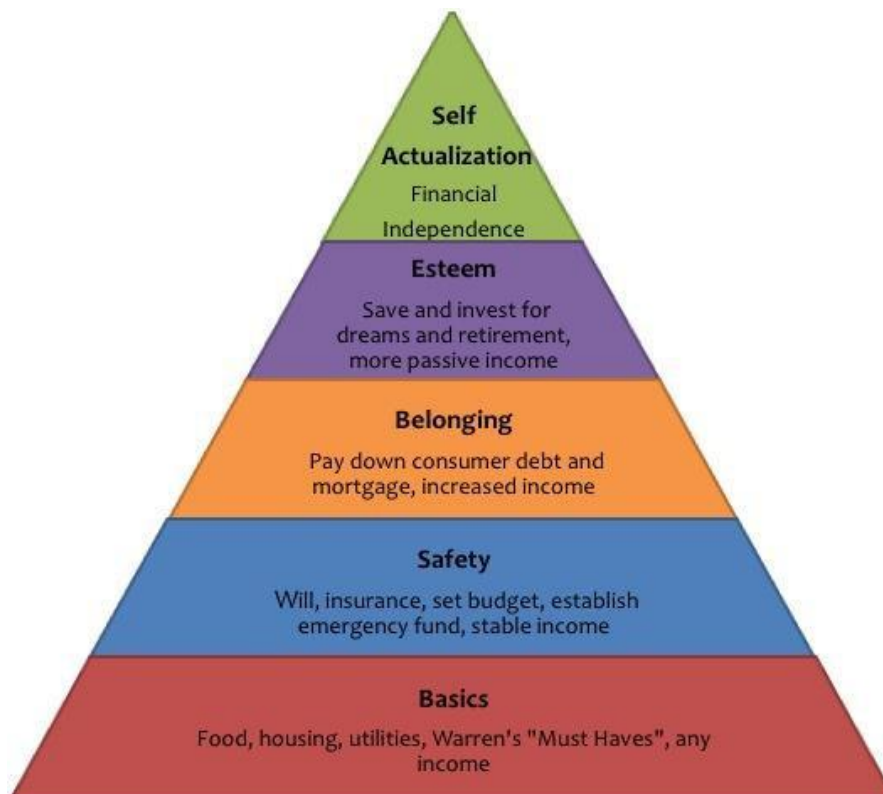 Self
Actualization
Financial
Independence
Esteem
Save and invest for
dreams and retirement,
more passive income
Belonging
Pay down consumer debt and
mortgage, increased income
Safety
Will, insurance, set budget, establish
emergency fund, stable income
Basics
Food, housing, utilities, Warren's "Must Haves", any
income